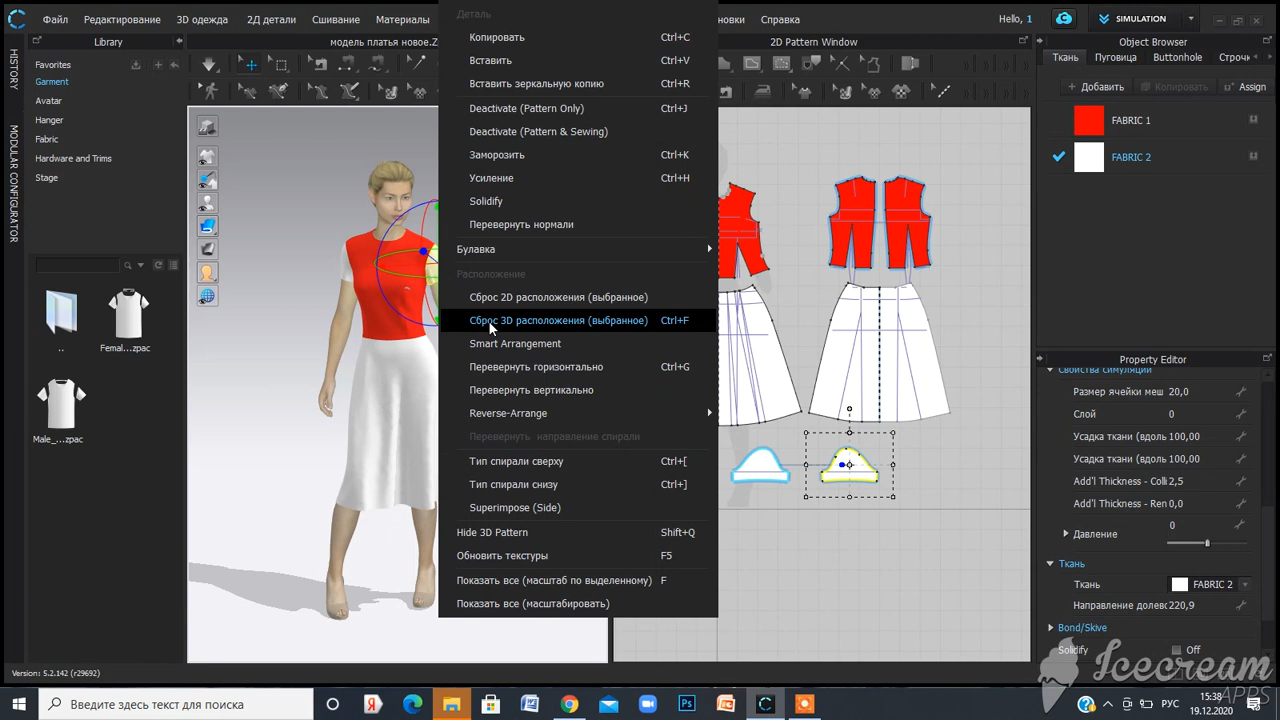 Файл
Редактирование
3D одежда
2Д детали
Сшивание
Материалы
новки
Справка
Hello, 1
SIMULATION
HISTORY
MODULAR CONFIGURATOR
Library
Favorites
Garment
Avatar
Hanger
Fabric
Hardware and Trims
Stage
..
Femal...zpac
Male_...zpac
Version: 5.2.142 (r29692)
модель платья новое.Z
Деталь
Копировать Ctrl+C
Вставить Ctrl+V
Вставить зеркальную копию Ctrl+R
Deactivate (Pattern Only) Ctrl+J
Deactivate (Pattern & Sewing)
Заморозить Ctrl+K
Усиление Ctrl+H
Solidify
Перевернуть нормали
Булавка
Расположение
Сброс 2D расположения (выбранное)
Сброс 3D расположения (выбранное) Ctrl+F
Smart Arrangement
Перевернуть горизонтально Ctrl+G
Перевернуть вертикально
Reverse-Arrange
Перевернуть направление спирали
Тип спирали сверху Ctrl+[
Тип спирали снизу Ctrl+]
Superimpose (Side)
Hide 3D Pattern Shift+Q
Обновить текстуры F5
Показать все (масштаб по выделенному) F
Показать все (масштабировать)
2D Pattern Window
Object Browser
Ткань Пуговица Buttonhole Строчк
+ Добавить Копировать Assign
FABRIC 1
FABRIC 2
Property Editor
Свойства симуляции
Размер ячейки меш 20,0
Слой 0
Усадка ткани (вдоль 100,00
Усадка ткани (вдоль 100,00
Add'l Thickness - Colli 2,5
Add'l Thickness - Ren 0,0
Давление 0
Ткань
Ткань FABRIC 2
Направление долевс 220,9
Bond/Skive
Solidify Off
Icecream
APPS
Введите здесь текст для поиска
РУС
15:38
19.12.2020